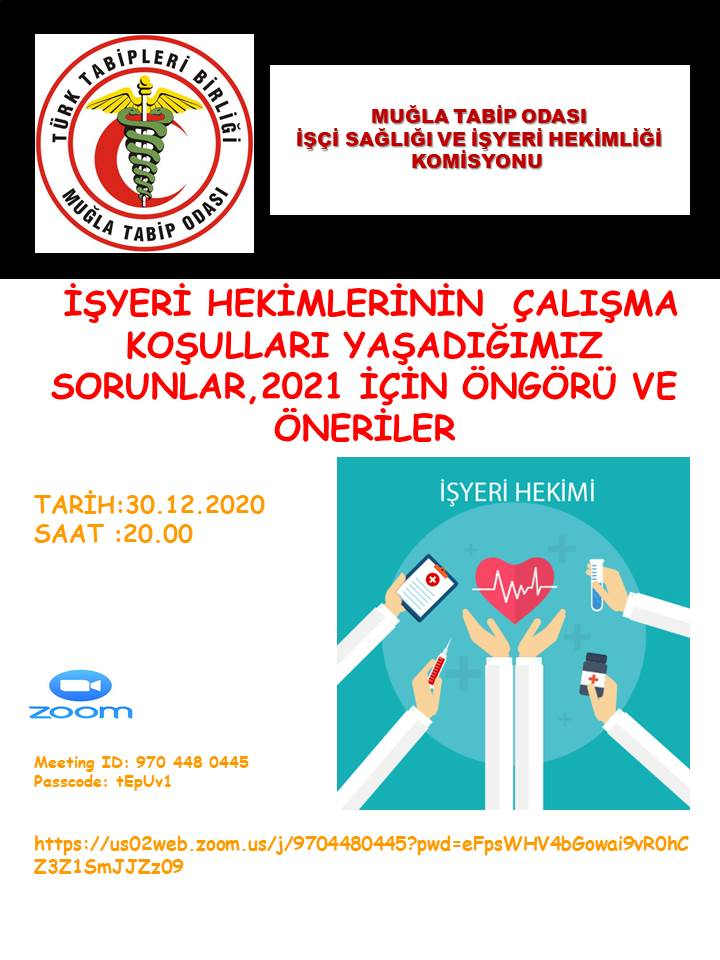 TÜRK TABİPLERİ BİRLİĞİ
MUĞLA TABİP ODASI
MUĞLA TABİP ODASI
İŞÇİ SAĞLIĞI VE İŞYERİ HEKİMLİĞİ
KOMİSYONU
İŞYERİ HEKİMLERİNİN ÇALIŞMA
KOŞULLARI YAŞADIĞIMIZ
SORUNLAR,2021 İÇİN ÖNGÖRÜ VE
ÖNERİLER
TARİH:30.12.2020
SAAT :20.00
İŞYERİ HEKİMİ
zoom
Meeting ID: 970 448 0445
Passcode: tEpUv1
https://us02web.zoom.us/j/9704480445?pwd=eFpsWHV4bGowai9vR0hC
Z3Z1SmJJZz09